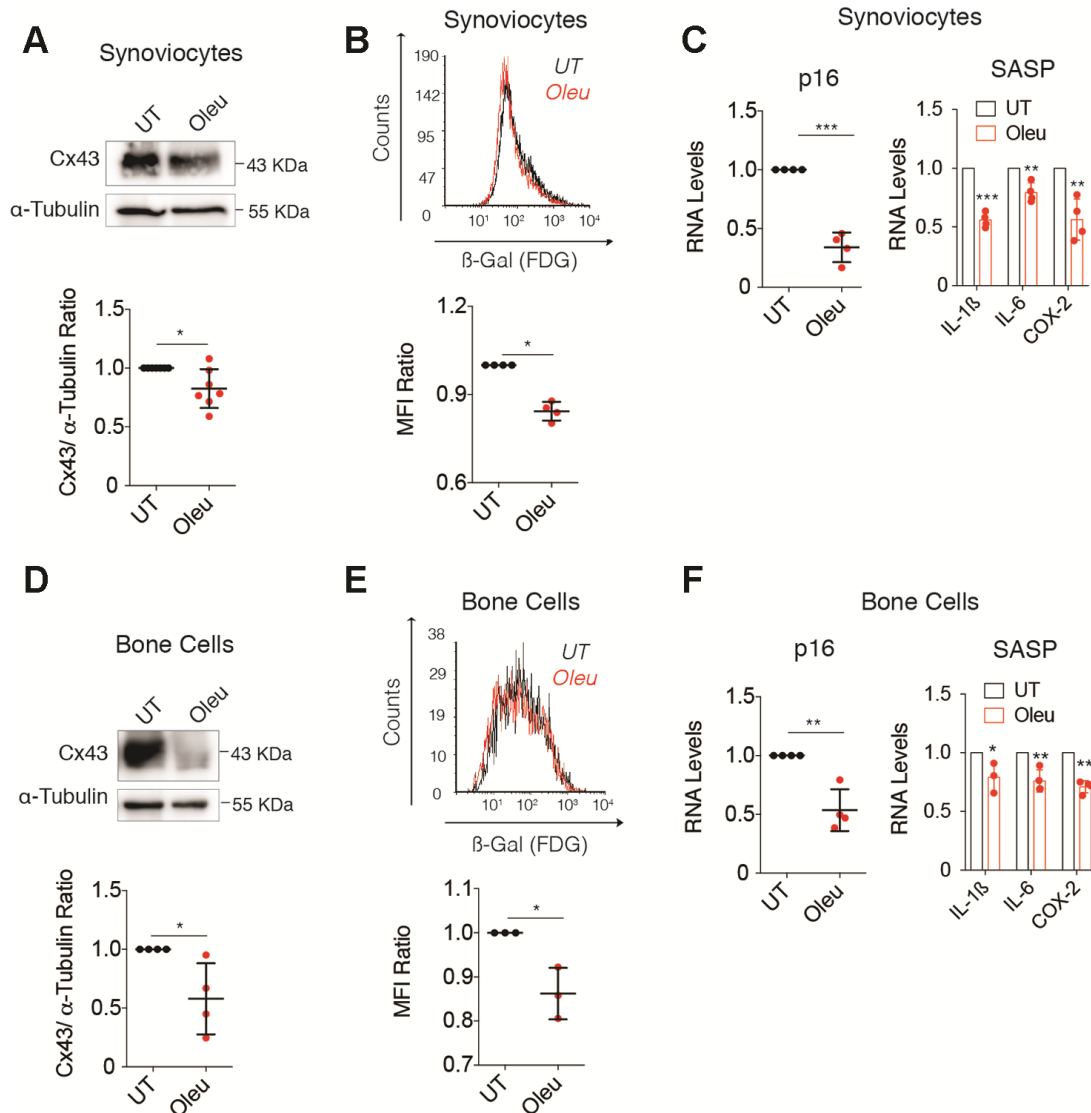 A
Synoviocytes
UT
Oleu
Cx43
43 KDa
α-Tubulin
55 KDa
1.5
1.0
0.5
0
Cx43/ α-Tubulin Ratio
*
UT
Oleu
B
Synoviocytes
190
142
95
47
0
Counts
UT
Oleu
10¹
10²
10³
10⁴
ß-Gal (FDG)
1.2
0.9
0.6
MFI Ratio
*
UT
Oleu
C
Synoviocytes
p16
1.5
1.0
0.5
0
RNA Levels
***
UT
Oleu
SASP
UT
Oleu
1.5
1.0
0.5
0
RNA Levels
***
**
**
IL-1ß
IL-6
COX-2
D
Bone Cells
UT
Oleu
Cx43
43 KDa
α-Tubulin
55 KDa
1.5
1.0
0.5
0
Cx43/ α-Tubulin Ratio
*
UT
Oleu
E
Bone Cells
38
29
19
10
0
Counts
UT
Oleu
10¹
10²
10³
10⁴
ß-Gal (FDG)
1.1
1.0
0.9
0.8
0.7
MFI Ratio
*
UT
Oleu
F
Bone Cells
p16
1.5
1.0
0.5
0
RNA Levels
**
UT
Oleu
SASP
UT
Oleu
1.5
1.0
0.5
0
RNA Levels
*
**
**
IL-1ß
IL-6
COX-2